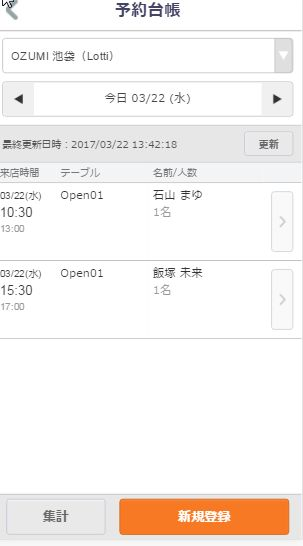 予約台帳
OZUMI 池袋（Lotti）
今日 03/22 (水)
最終更新日時：2017/03/22 13:42:18 更新
来店時間 テーブル 名前/人数
03/22(水) Open01 石山 まゆ
10:30 1名
13:00
03/22(水) Open01 飯塚 未来
15:30 1名
17:00
集計 新規登録